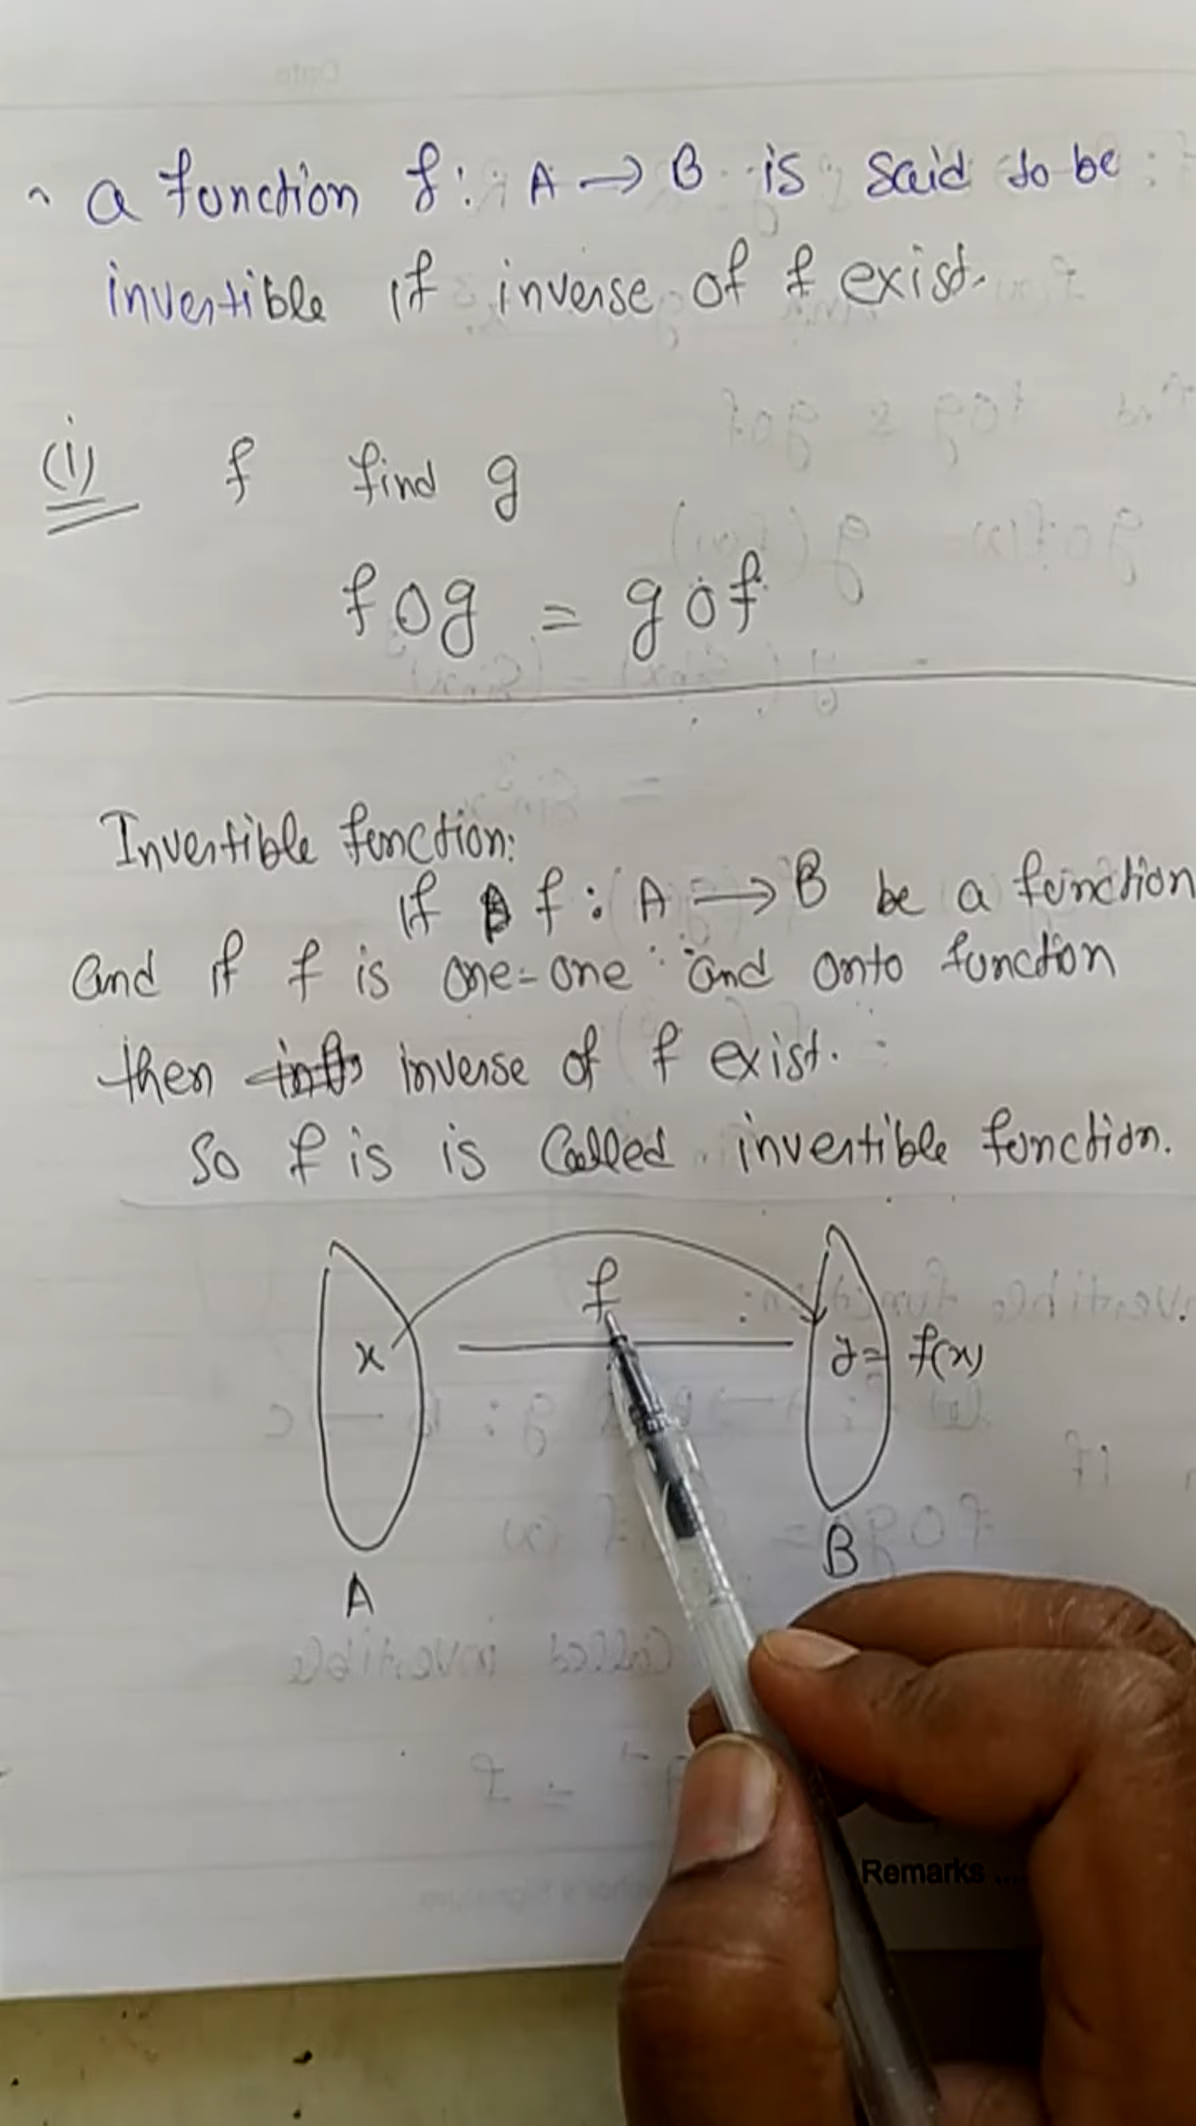 a function f: A → B is said to be
invertible if inverse of f exist.
(i) f find g
fog = gof
Invertible function:
if f : A → B be a function
and if f is one-one and onto function
then inverse of f exist.
So f is is Called invertible function.
f
x
y= f(x)
A
B
Remarks ....